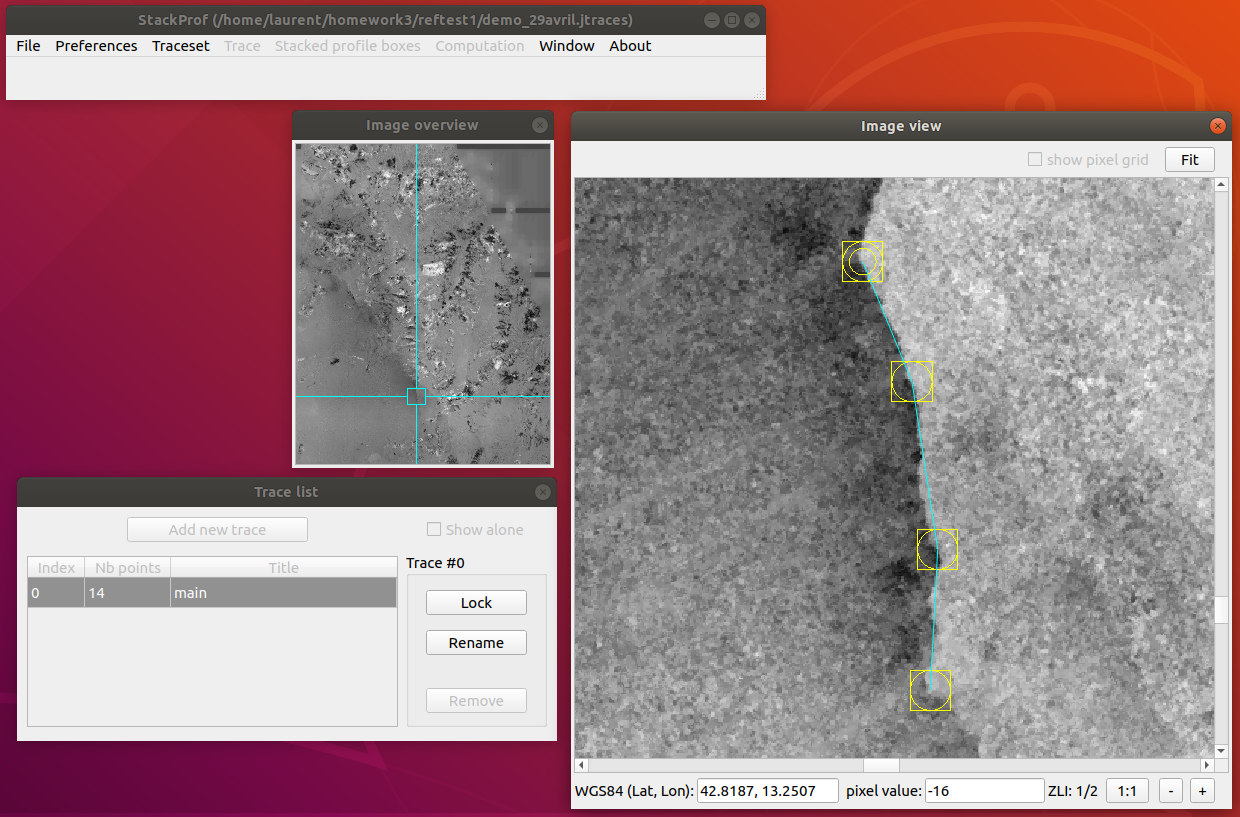 StackProf (/home/laurent/homework3/reftest1/demo_29avril.jtraces)
File Preferences Traceset Trace Stacked profile boxes Computation Window About
Image overview
Image view
show pixel grid Fit
Trace list
Add new trace Show alone
Index Nb points Title
0 14 main
Trace #0
Lock
Rename
Remove
WGS84 (Lat, Lon): 42.8187, 13.2507 pixel value: -16 ZLI: 1/2 1:1 - +